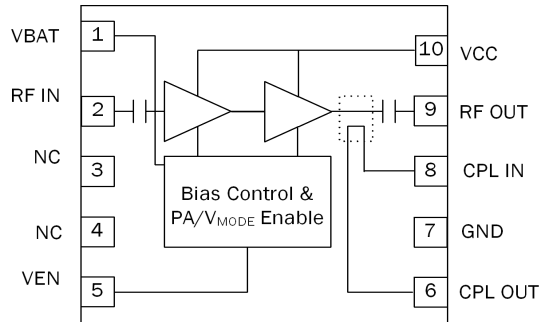 VBAT 1
10 VCC
RF IN 2
9 RF OUT
NC 3
8 CPL IN
Bias Control &
PA/VMODE Enable
NC 4
7 GND
VEN 5
6 CPL OUT